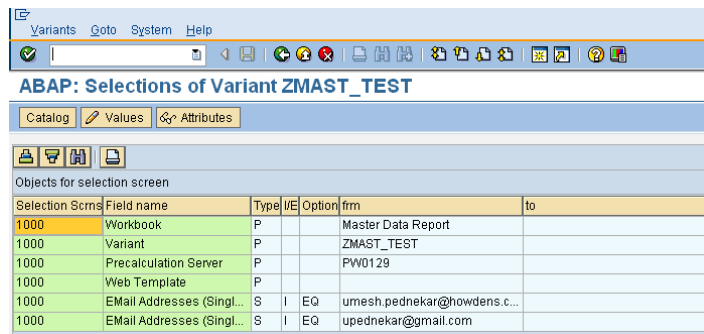 Variants Goto System Help
ABAP: Selections of Variant ZMAST_TEST
Catalog Values Attributes
Objects for selection screen
Selection Scrns Field name Type I/E Option frm to
1000 Workbook P Master Data Report
1000 Variant P ZMAST_TEST
1000 Precalculation Server P PW0129
1000 Web Template P
1000 EMail Addresses (Singl... S I EQ umesh.pednekar@howdens.c...
1000 EMail Addresses (Singl... S I EQ upednekar@gmail.com